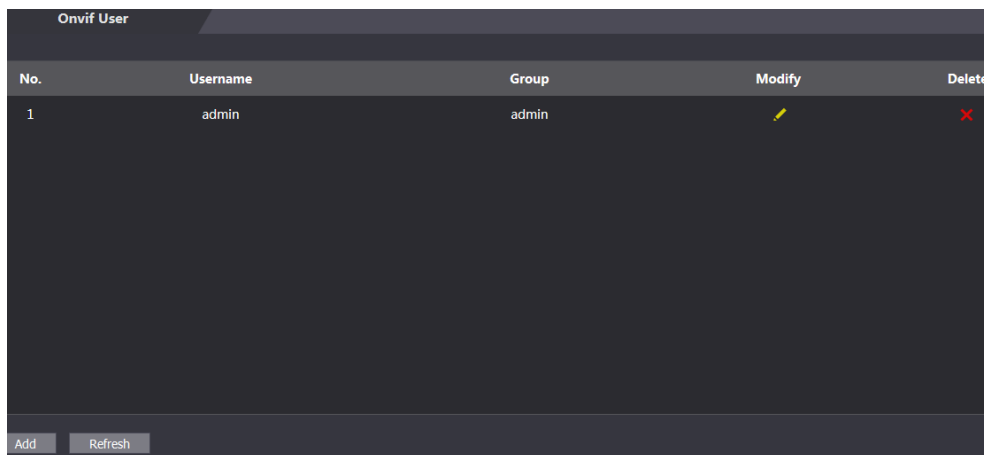 Onvif User
No. Username Group Modify Delete
1 admin admin
Add Refresh